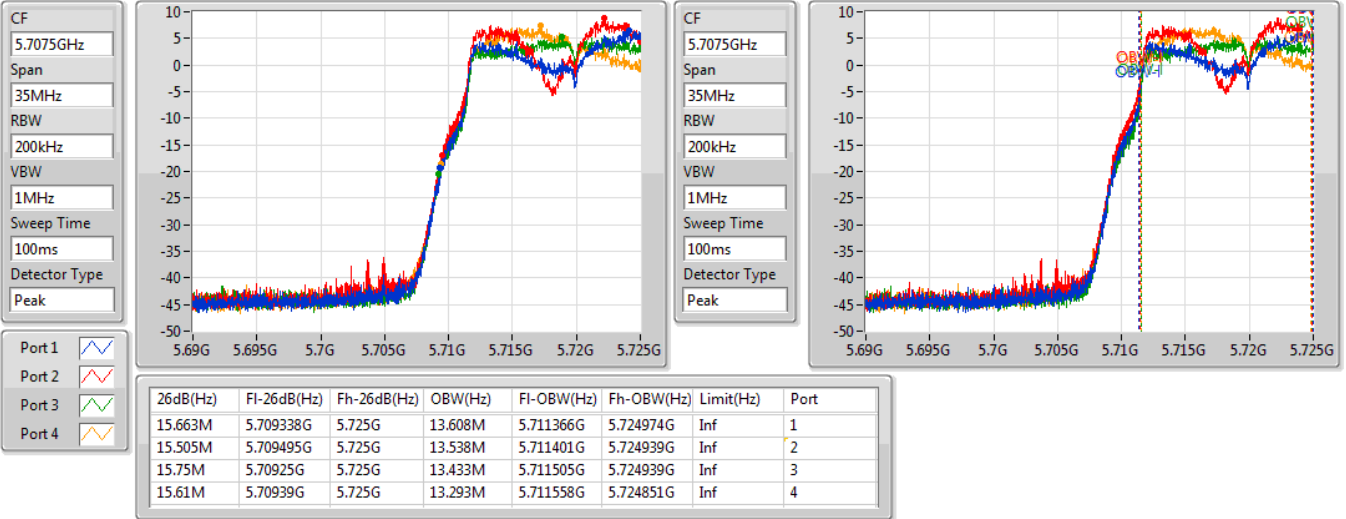 CF
5.7075GHz
Span
35MHz
RBW
200kHz
VBW
1MHz
Sweep Time
100ms
Detector Type
Peak
10
5
0
-5
-10
-15
-20
-25
-30
-35
-40
-45
-50
5.69G 5.695G 5.7G 5.705G 5.71G 5.715G 5.72G 5.725G
CF
5.7075GHz
Span
35MHz
RBW
200kHz
VBW
1MHz
Sweep Time
100ms
Detector Type
Peak
10
5
0
-5
-10
-15
-20
-25
-30
-35
-40
-45
-50
5.69G 5.695G 5.7G 5.705G 5.71G 5.715G 5.72G 5.725G
Port 1
Port 2
Port 3
Port 4
26dB(Hz) Fl-26dB(Hz) Fh-26dB(Hz) OBW(Hz) Fl-OBW(Hz) Fh-OBW(Hz) Limit(Hz) Port
15.663M 5.709338G 5.725G 13.608M 5.711366G 5.724974G Inf 1
15.505M 5.709495G 5.725G 13.538M 5.711401G 5.724939G Inf 2
15.75M 5.70925G 5.725G 13.433M 5.711505G 5.724939G Inf 3
15.61M 5.70939G 5.725G 13.293M 5.711558G 5.724851G Inf 4